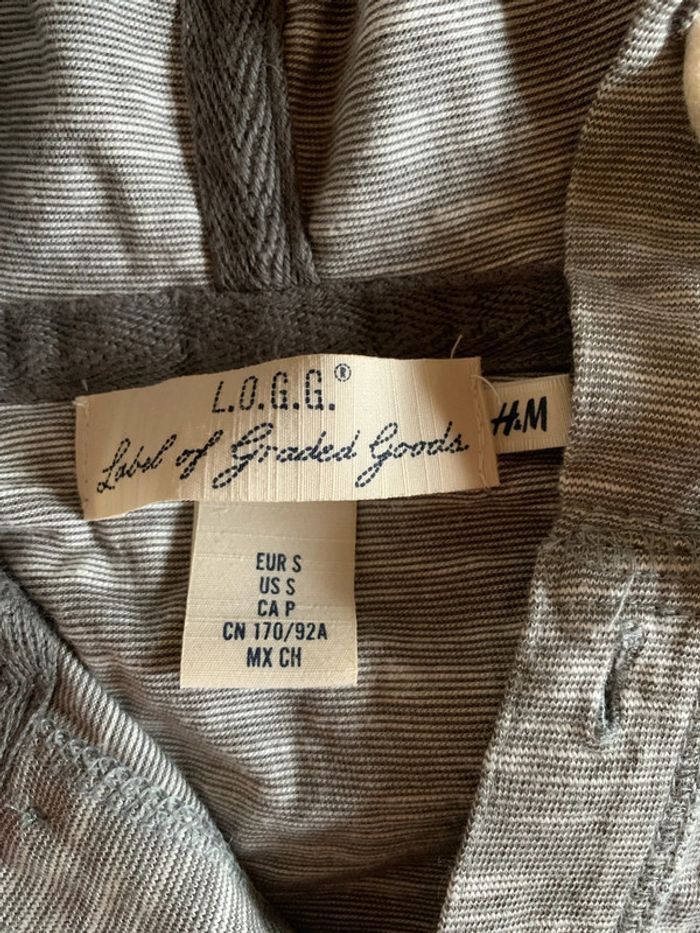 L.O.G.G.®
Label of Graded Goods
H&M
EUR S
US S
CA P
CN 170/92A
MX CH